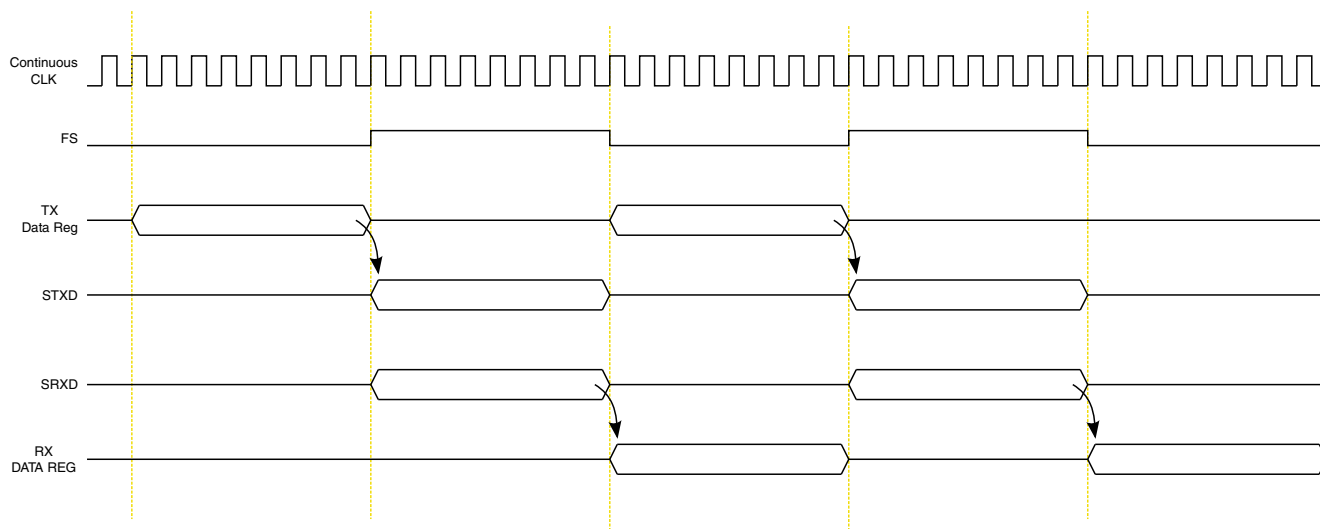 Continuous
CLK
FS
TX
Data Reg
STXD
SRXD
RX
DATA REG